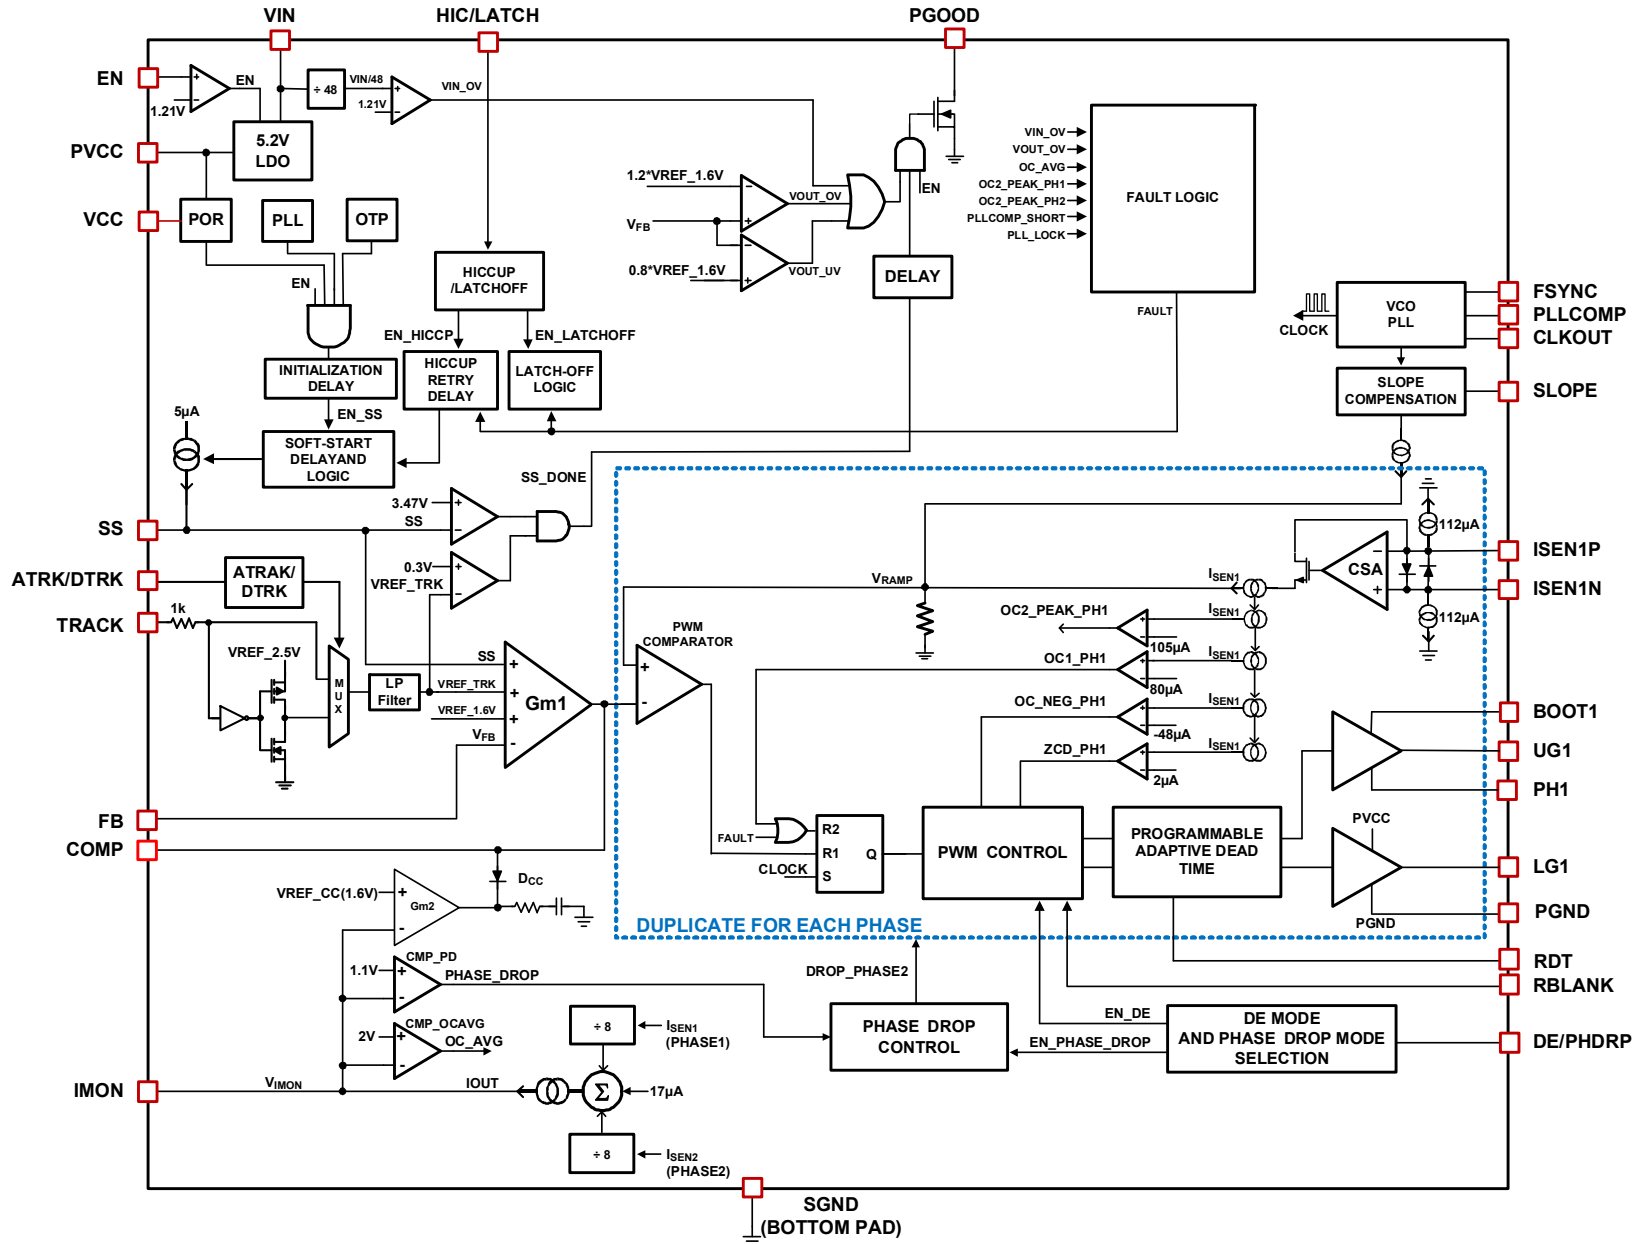 VIN
HIC/LATCH
PGOOD
EN
+
−
1.21V
EN
÷ 48
VIN/48
1.21V
+
−
VIN_OV
PVCC
5.2V
LDO
VCC
POR
PLL
OTP
EN
INITIALIZATION
DELAY
EN_SS
5µA
SOFT-START
DELAYAND
LOGIC
HICCUP
/LATCHOFF
EN_HICCP
EN_LATCHOFF
HICCUP
RETRY
DELAY
LATCH-OFF
LOGIC
1.2*VREF_1.6V
−
+
VOUT_OV
VFB
−
+
0.8*VREF_1.6V
VOUT_UV
EN
DELAY
VIN_OV
VOUT_OV
OC_AVG
OC2_PEAK_PH1
OC2_PEAK_PH2
PLLCOMP_SHORT
PLL_LOCK
FAULT LOGIC
FAULT
CLOCK
VCO
PLL
FSYNC
PLLCOMP
CLKOUT
SLOPE
COMPENSATION
SLOPE
SS
3.47V
SS
+
−
SS_DONE
0.3V
VREF_TRK
+
−
ATRK/DTRK
ATRAK/
DTRK
TRACK
1k
VREF_2.5V
M
U
X
LP
Filter
SS
VREF_TRK
VREF_1.6V
VFB
+
+
+
-
Gm1
FB
COMP
PWM
COMPARATOR
+
-
VRAMP
ISEN1
ISEN1
ISEN1
ISEN1
ISEN1
OC2_PEAK_PH1
+
−
105µA
OC1_PH1
+
−
80µA
OC_NEG_PH1
+
−
-48µA
ZCD_PH1
+
−
2µA
CSA
−
+
112µA
112µA
ISEN1P
ISEN1N
BOOT1
UG1
PH1
PVCC
LG1
PGND
PGND
FAULT
CLOCK
R2
R1
S
Q
PWM CONTROL
PROGRAMMABLE
ADAPTIVE DEAD
TIME
DUPLICATE FOR EACH PHASE
RDT
RBLANK
VREF_CC(1.6V)
+
-
Gm2
DCC
CMP_PD
1.1V
+
-
PHASE_DROP
CMP_OCAVG
2V
+
-
OC_AVG
IMON
VIMON
IOUT
÷ 8
ISEN1
(PHASE1)
Σ
17µA
÷ 8
ISEN2
(PHASE2)
DROP_PHASE2
PHASE DROP
CONTROL
EN_DE
EN_PHASE_DROP
DE MODE
AND PHASE DROP MODE
SELECTION
DE/PHDRP
SGND
(BOTTOM PAD)